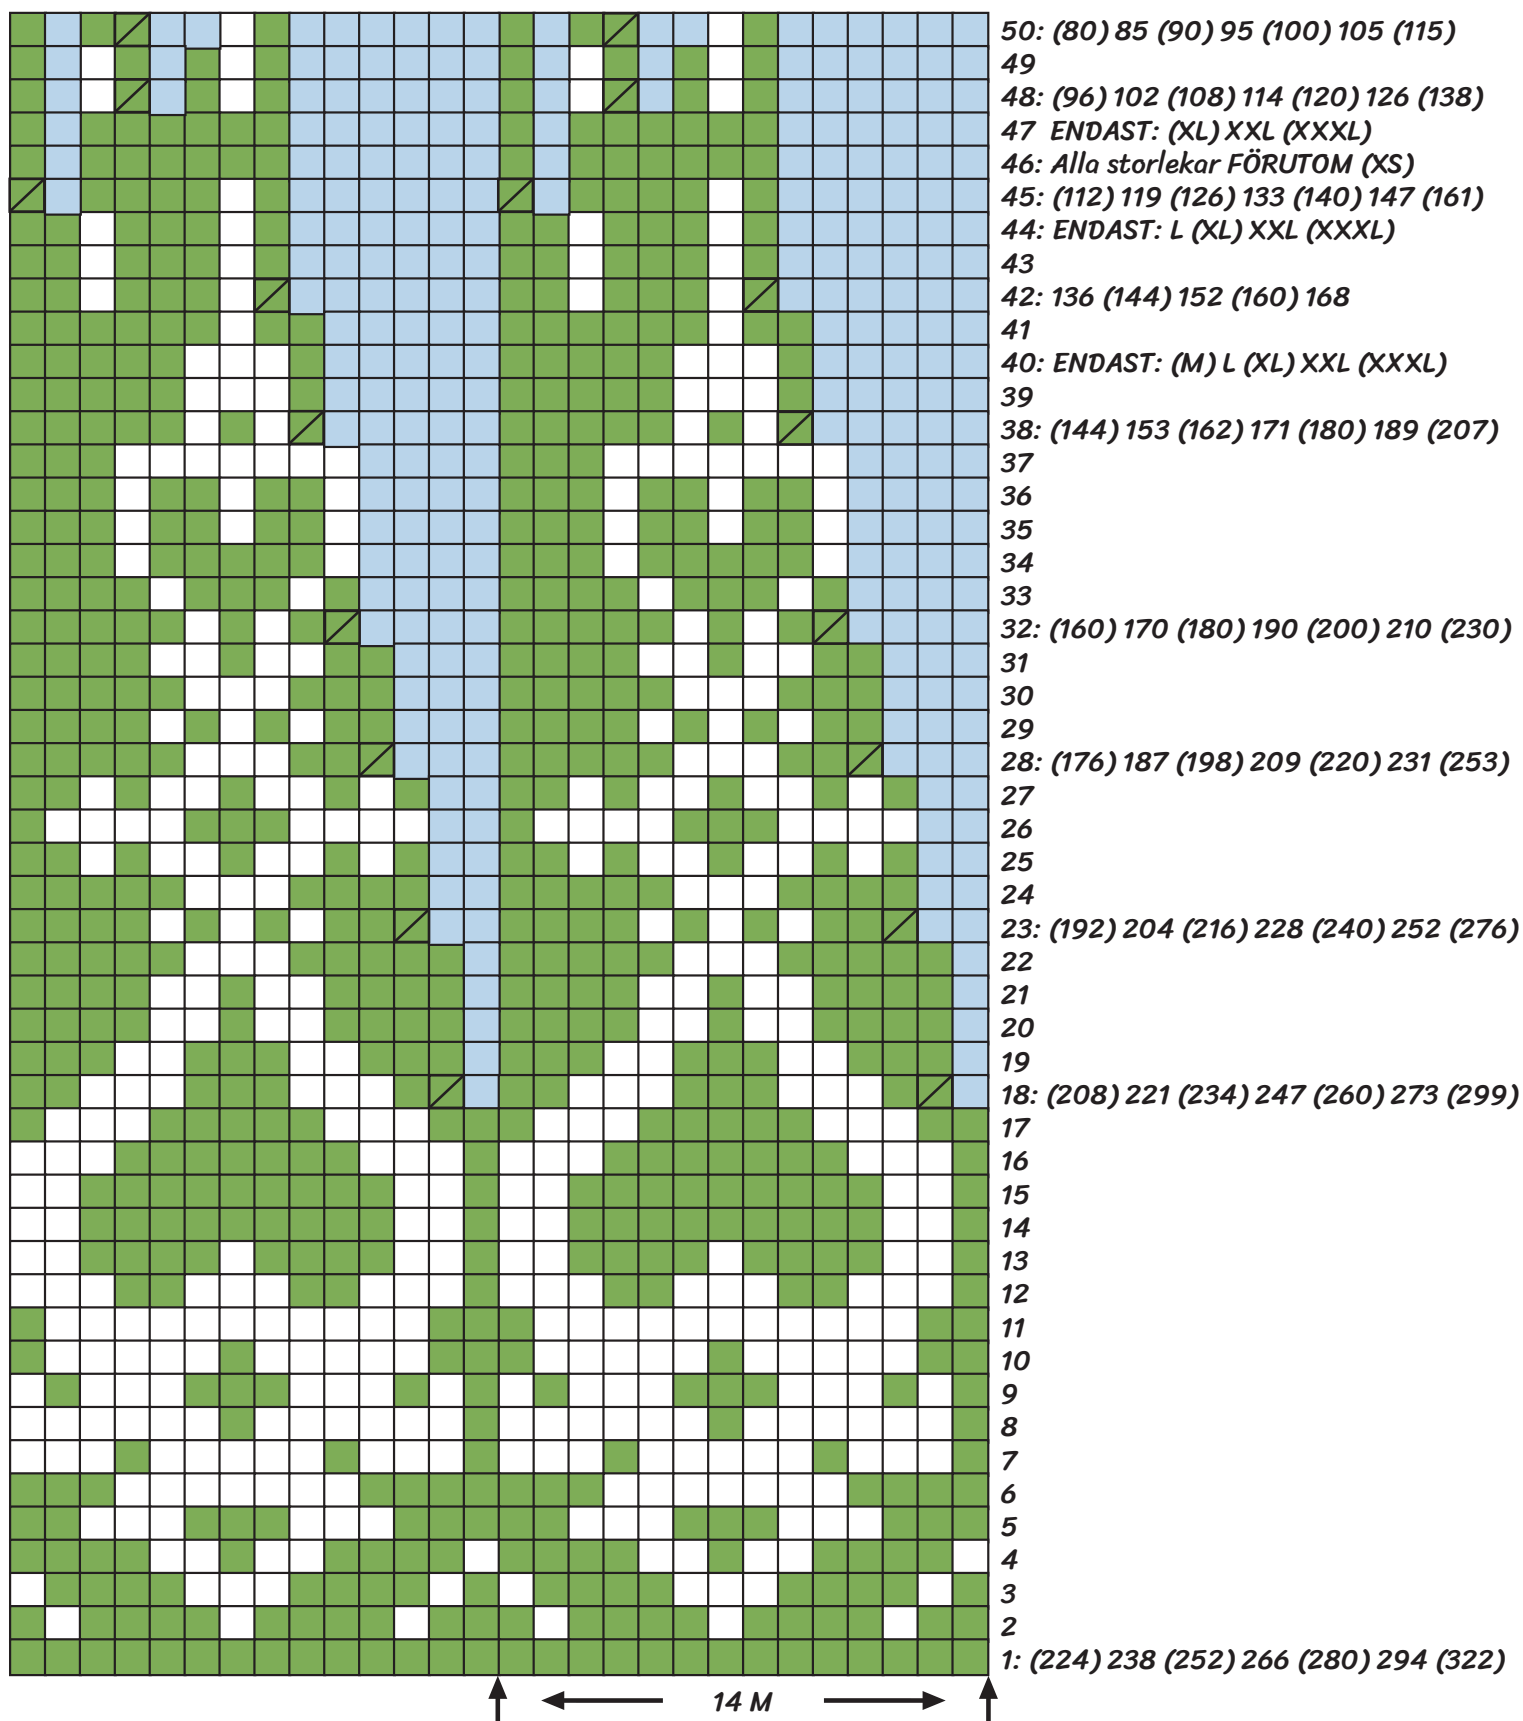 50: (80) 85 (90) 95 (100) 105 (115)
49
48: (96) 102 (108) 114 (120) 126 (138)
47 ENDAST: (XL) XXL (XXXL)
46: Alla storlekar FÖRUTOM (XS)
45: (112) 119 (126) 133 (140) 147 (161)
44: ENDAST: L (XL) XXL (XXXL)
43
42: 136 (144) 152 (160) 168
41
40: ENDAST: (M) L (XL) XXL (XXXL)
39
38: (144) 153 (162) 171 (180) 189 (207)
37
36
35
34
33
32: (160) 170 (180) 190 (200) 210 (230)
31
30
29
28: (176) 187 (198) 209 (220) 231 (253)
27
26
25
24
23: (192) 204 (216) 228 (240) 252 (276)
22
21
20
19
18: (208) 221 (234) 247 (260) 273 (299)
17
16
15
14
13
12
11
10
9
8
7
6
5
4
3
2
1: (224) 238 (252) 266 (280) 294 (322)
14 M